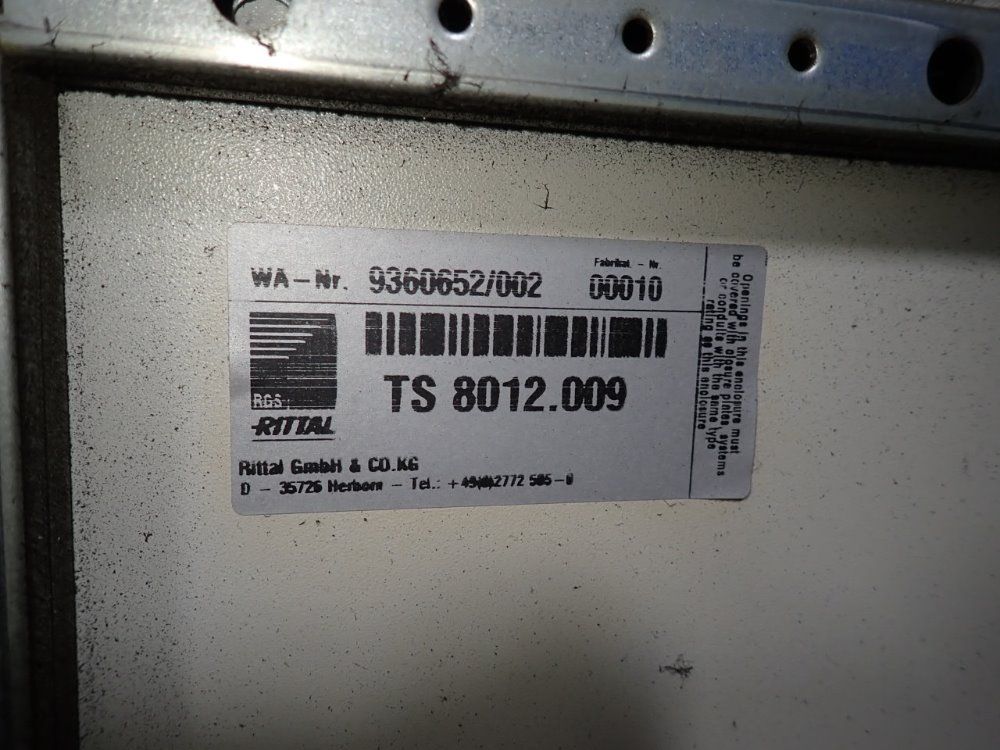 WA-Nr. 9360652/002
Fabrikat. - Nr.
00010
RGS
RITTAL
TS 8012.009
Rittal GmbH & CO.KG
D - 35726 Herborn - Tel.: +49(0)2772 505-0
Openings in this enclosure must
be covered with closure plates systems
or conduits with the same type
rating as this enclosure